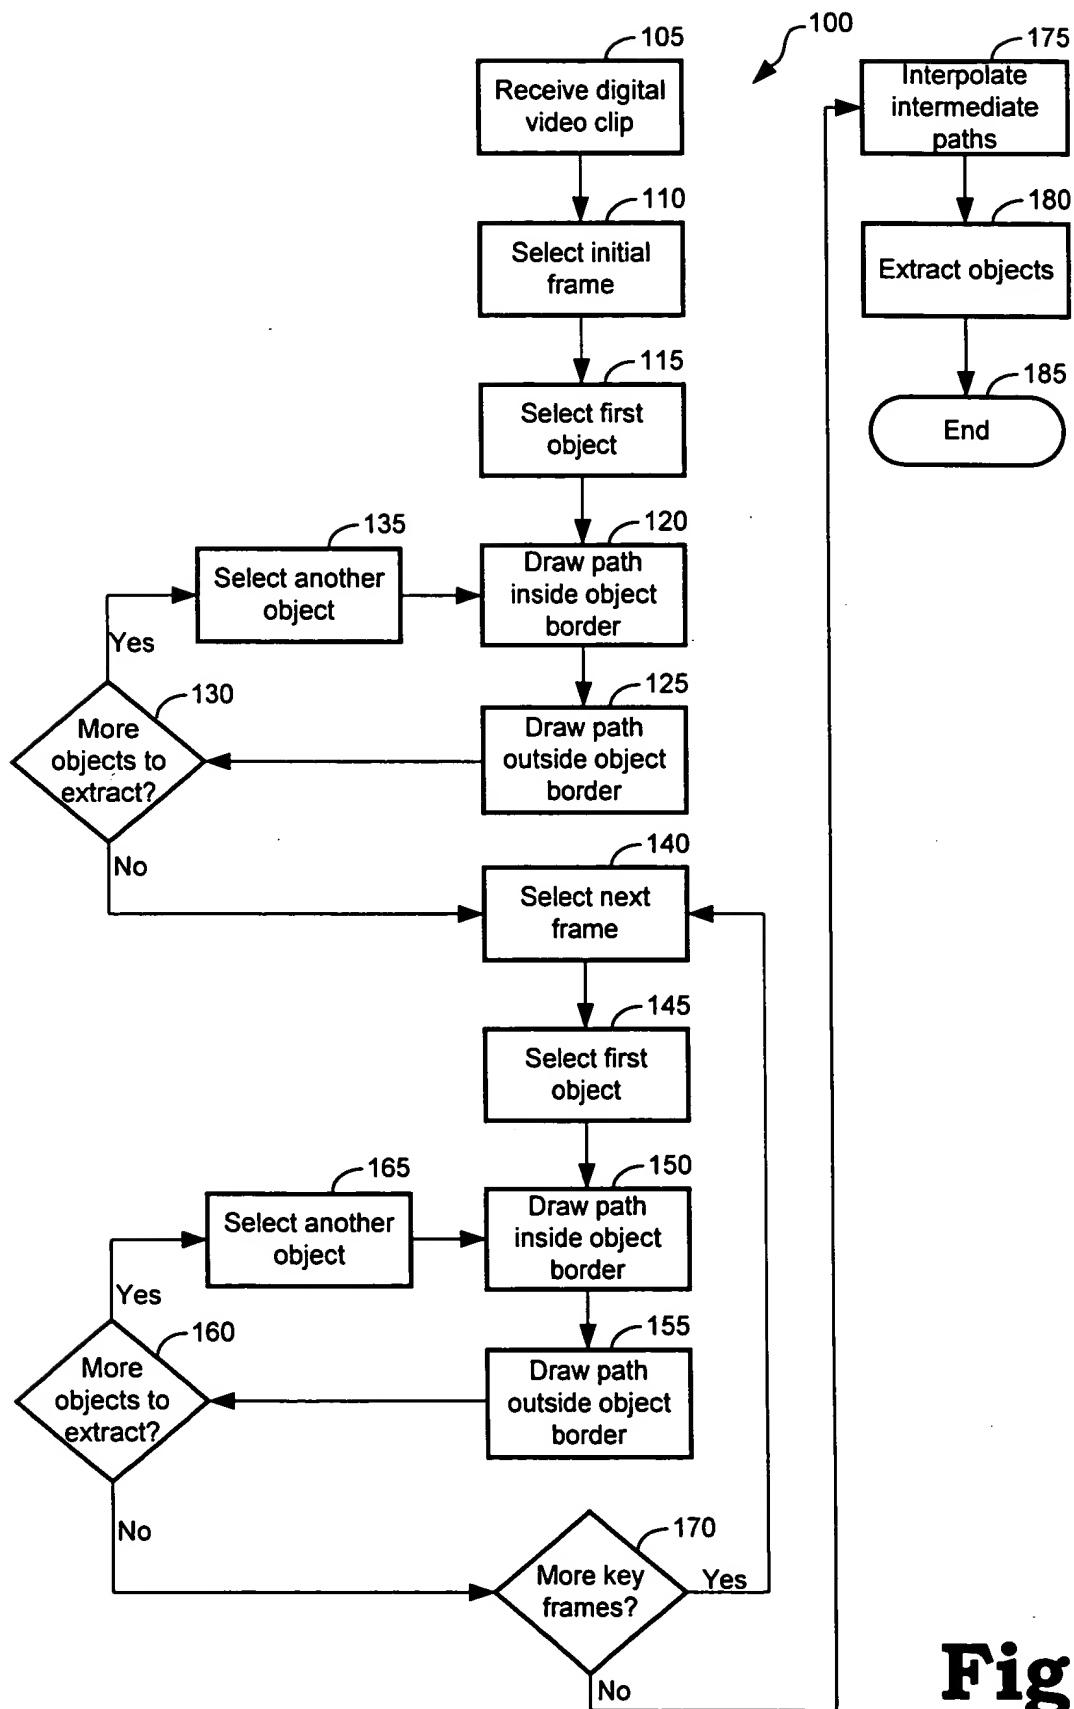 100
105
Receive digital
video clip
110
Select initial
frame
115
Select first
object
120
Draw path
inside object
border
125
Draw path
outside object
border
130
More
objects to
extract?
Yes
No
135
Select another
object
140
Select next
frame
145
Select first
object
150
Draw path
inside object
border
155
Draw path
outside object
border
160
More
objects to
extract?
Yes
No
165
Select another
object
170
More key
frames?
Yes
No
175
Interpolate
intermediate
paths
180
Extract objects
185
End
Fig